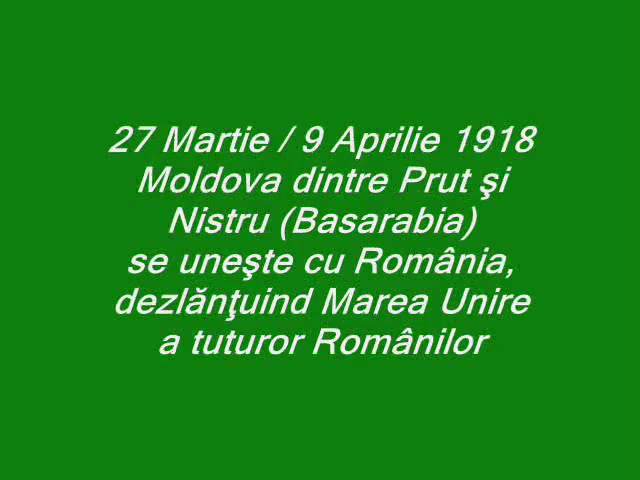 27 Martie / 9 Aprilie 1918
Moldova dintre Prut şi
Nistru (Basarabia)
se uneşte cu România,
dezlănţuind Marea Unire
a tuturor Românilor